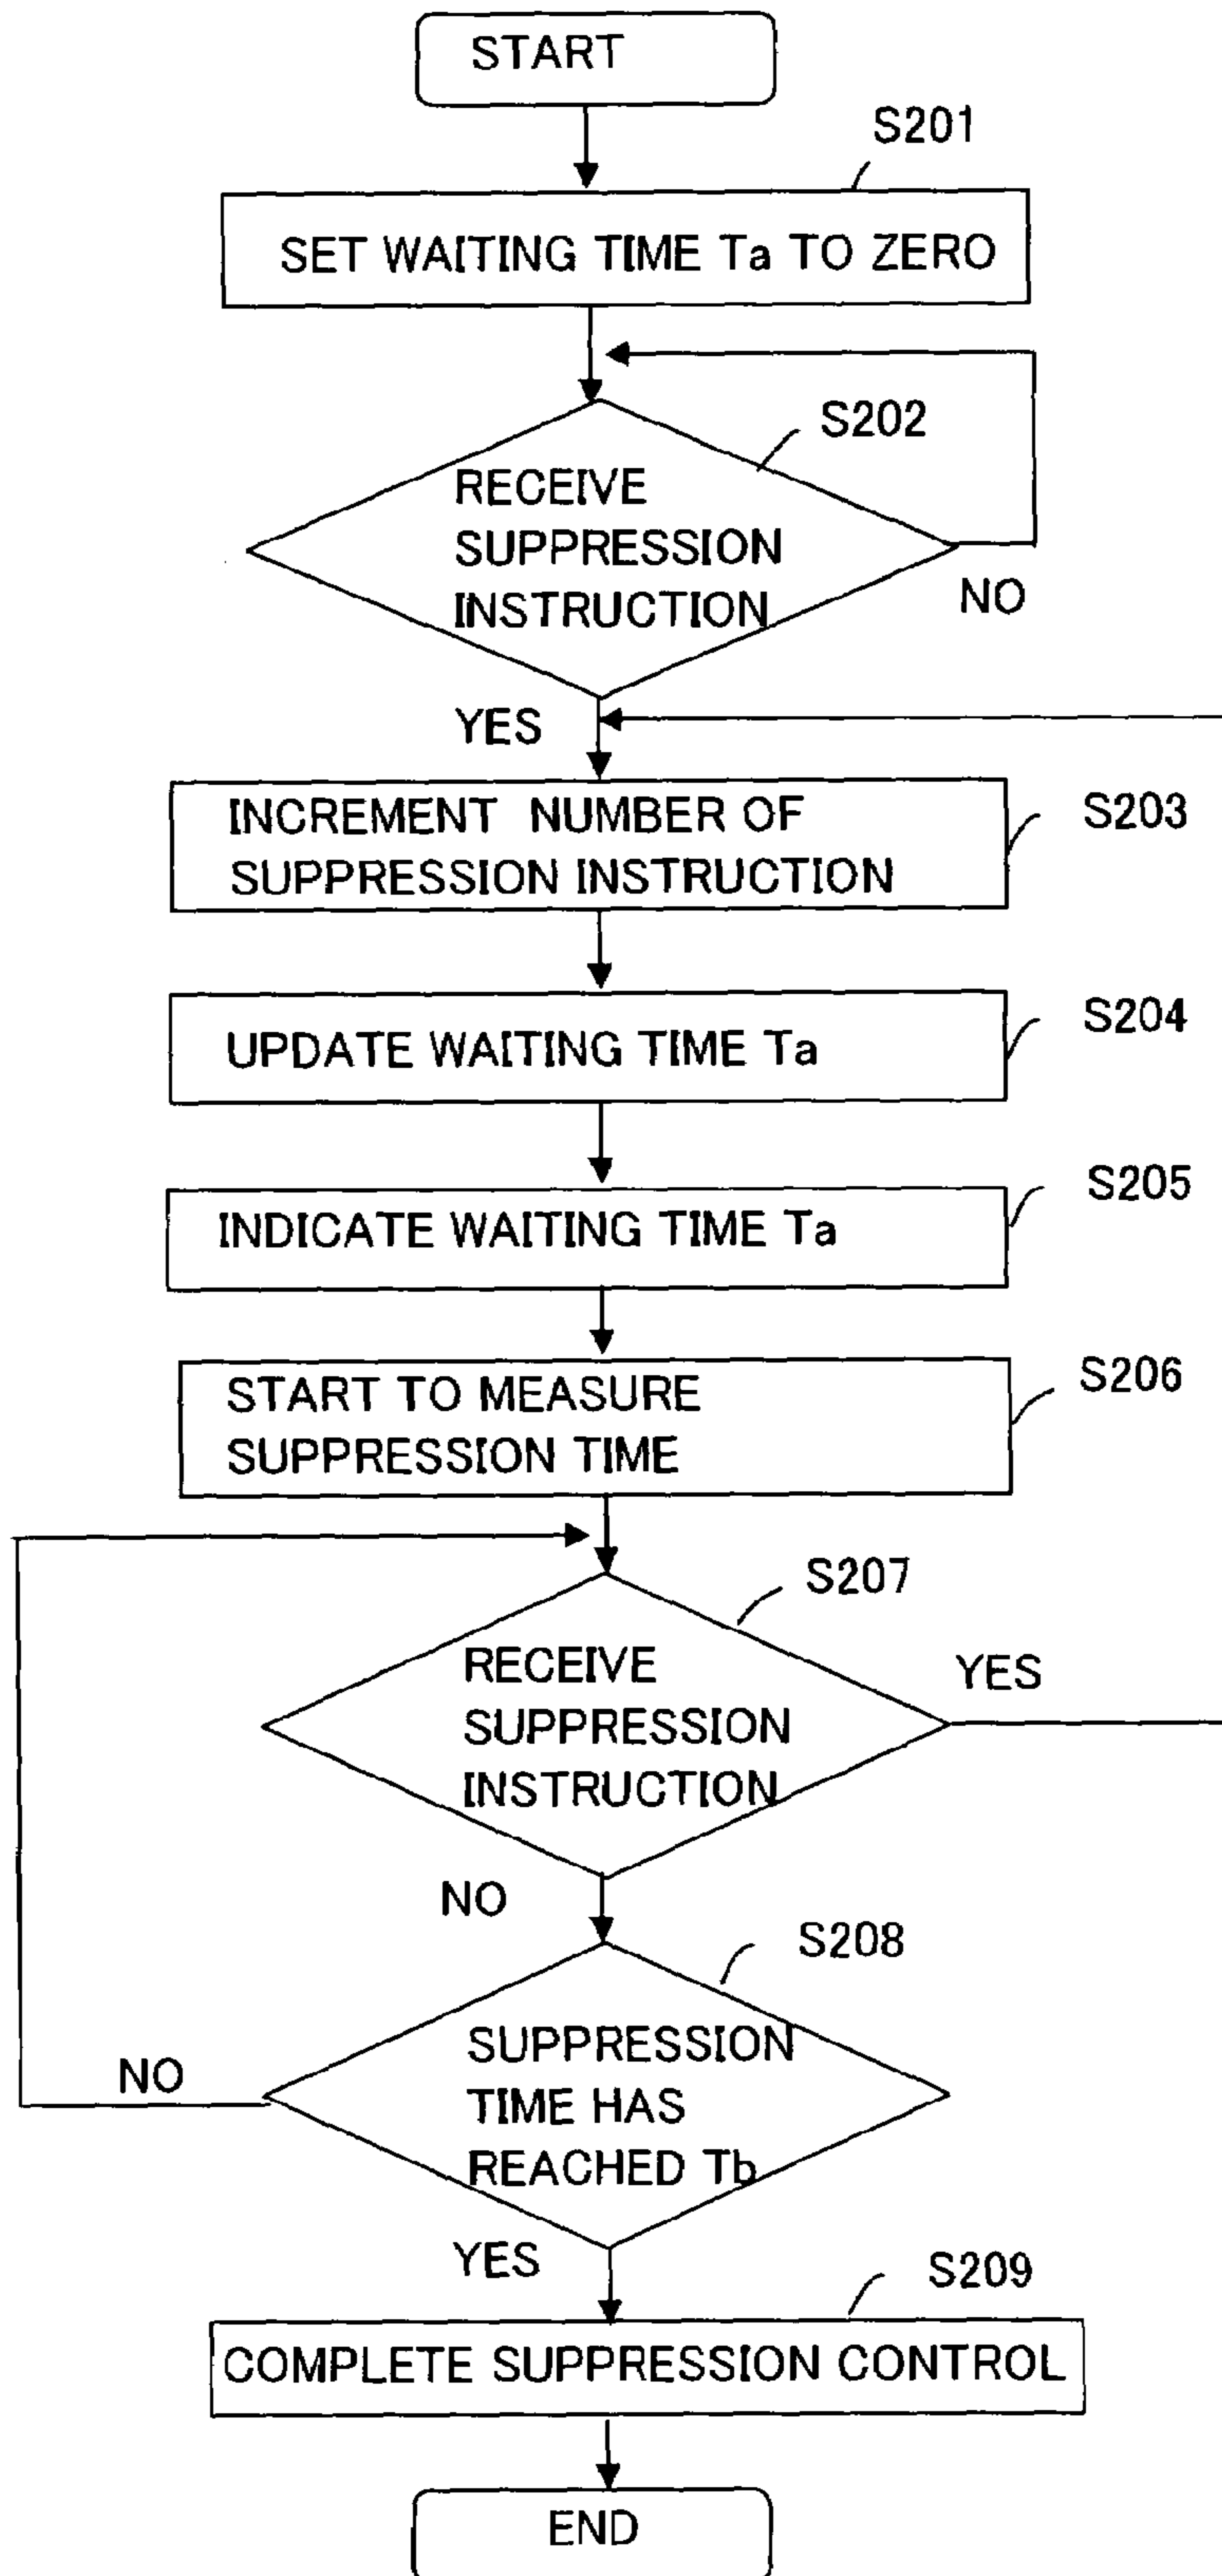 START
S201
SET WAITING TIME Ta TO ZERO
S202
RECEIVE
SUPPRESSION
INSTRUCTION
NO
YES
INCREMENT NUMBER OF
SUPPRESSION INSTRUCTION
S203
UPDATE WAITING TIME Ta
S204
INDICATE WAITING TIME Ta
S205
START TO MEASURE
SUPPRESSION TIME
S206
S207
RECEIVE
SUPPRESSION
INSTRUCTION
YES
NO
S208
SUPPRESSION
TIME HAS
REACHED Tb
NO
YES
S209
COMPLETE SUPPRESSION CONTROL
END